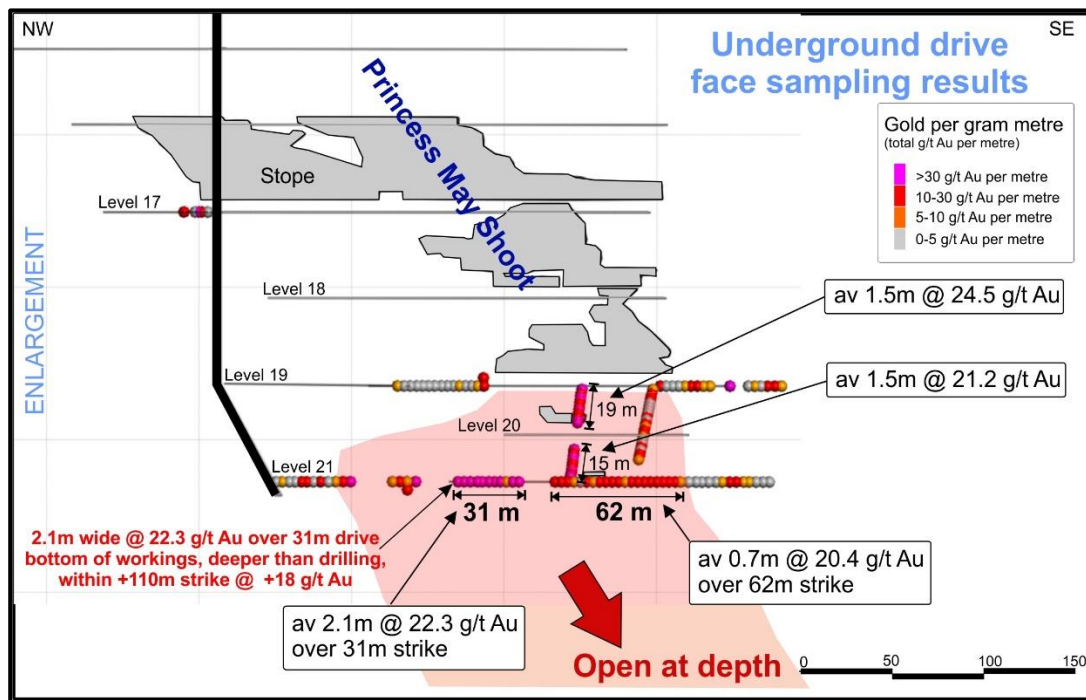 NW
SE
Underground drive
face sampling results
Princess May Shoot
Gold per gram metre
(total g/t Au per metre)
>30 g/t Au per metre
10-30 g/t Au per metre
5-10 g/t Au per metre
0-5 g/t Au per metre
Stope
Level 17
ENLARGEMENT
Level 18
av 1.5m @ 24.5 g/t Au
Level 19
av 1.5m @ 21.2 g/t Au
19 m
Level 20
15 m
Level 21
31 m
62 m
2.1m wide @ 22.3 g/t Au over 31m drive
bottom of workings, deeper than drilling,
within +110m strike @ +18 g/t Au
av 0.7m @ 20.4 g/t Au
over 62m strike
av 2.1m @ 22.3 g/t Au
over 31m strike
Open at depth
0 50 100 150